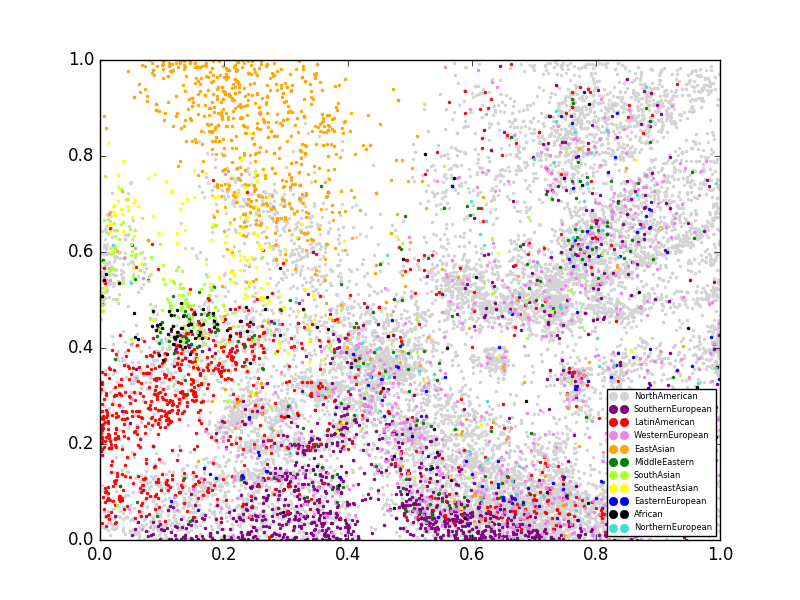 1.0
0.8
0.6
0.4
0.2
0.0
0.0 0.2 0.4 0.6 0.8 1.0
NorthAmerican
SouthernEuropean
LatinAmerican
WesternEuropean
EastAsian
MiddleEastern
SouthAsian
SoutheastAsian
EasternEuropean
African
NorthernEuropean